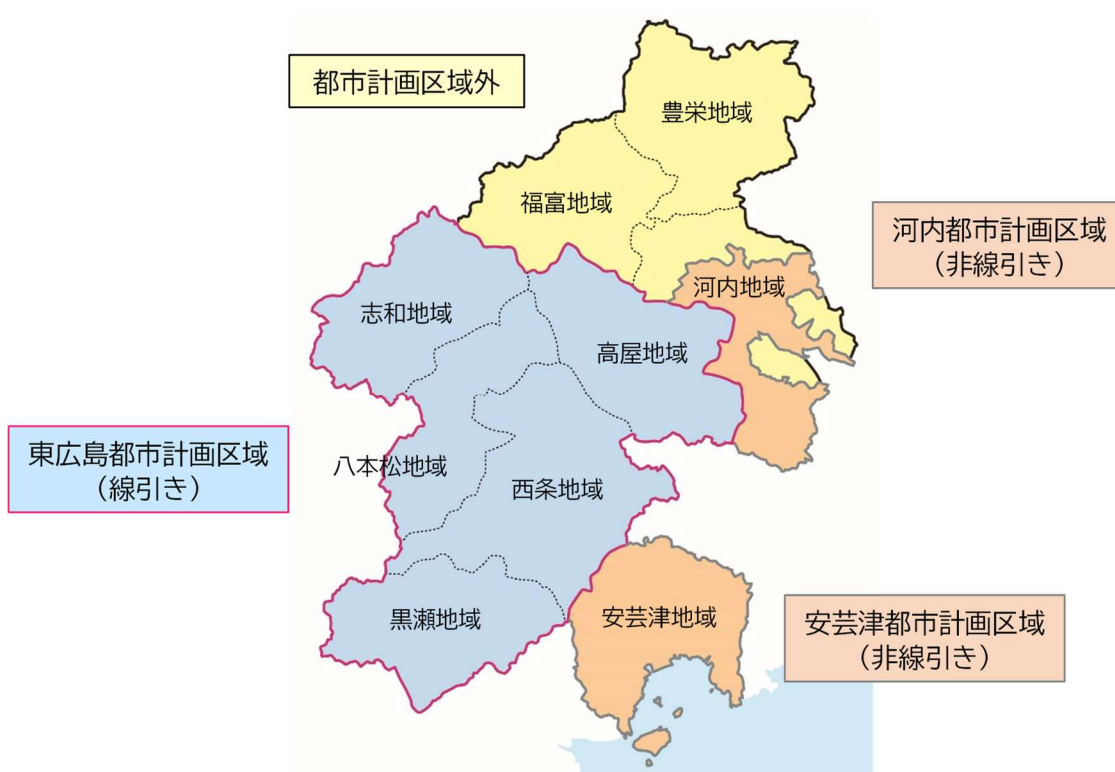 都市計画区域外
豊栄地域
福富地域
河内都市計画区域
（非線引き）
河内地域
志和地域
高屋地域
東広島都市計画区域
（線引き）
八本松地域
西条地域
黒瀬地域
安芸津地域
安芸津都市計画区域
（非線引き）